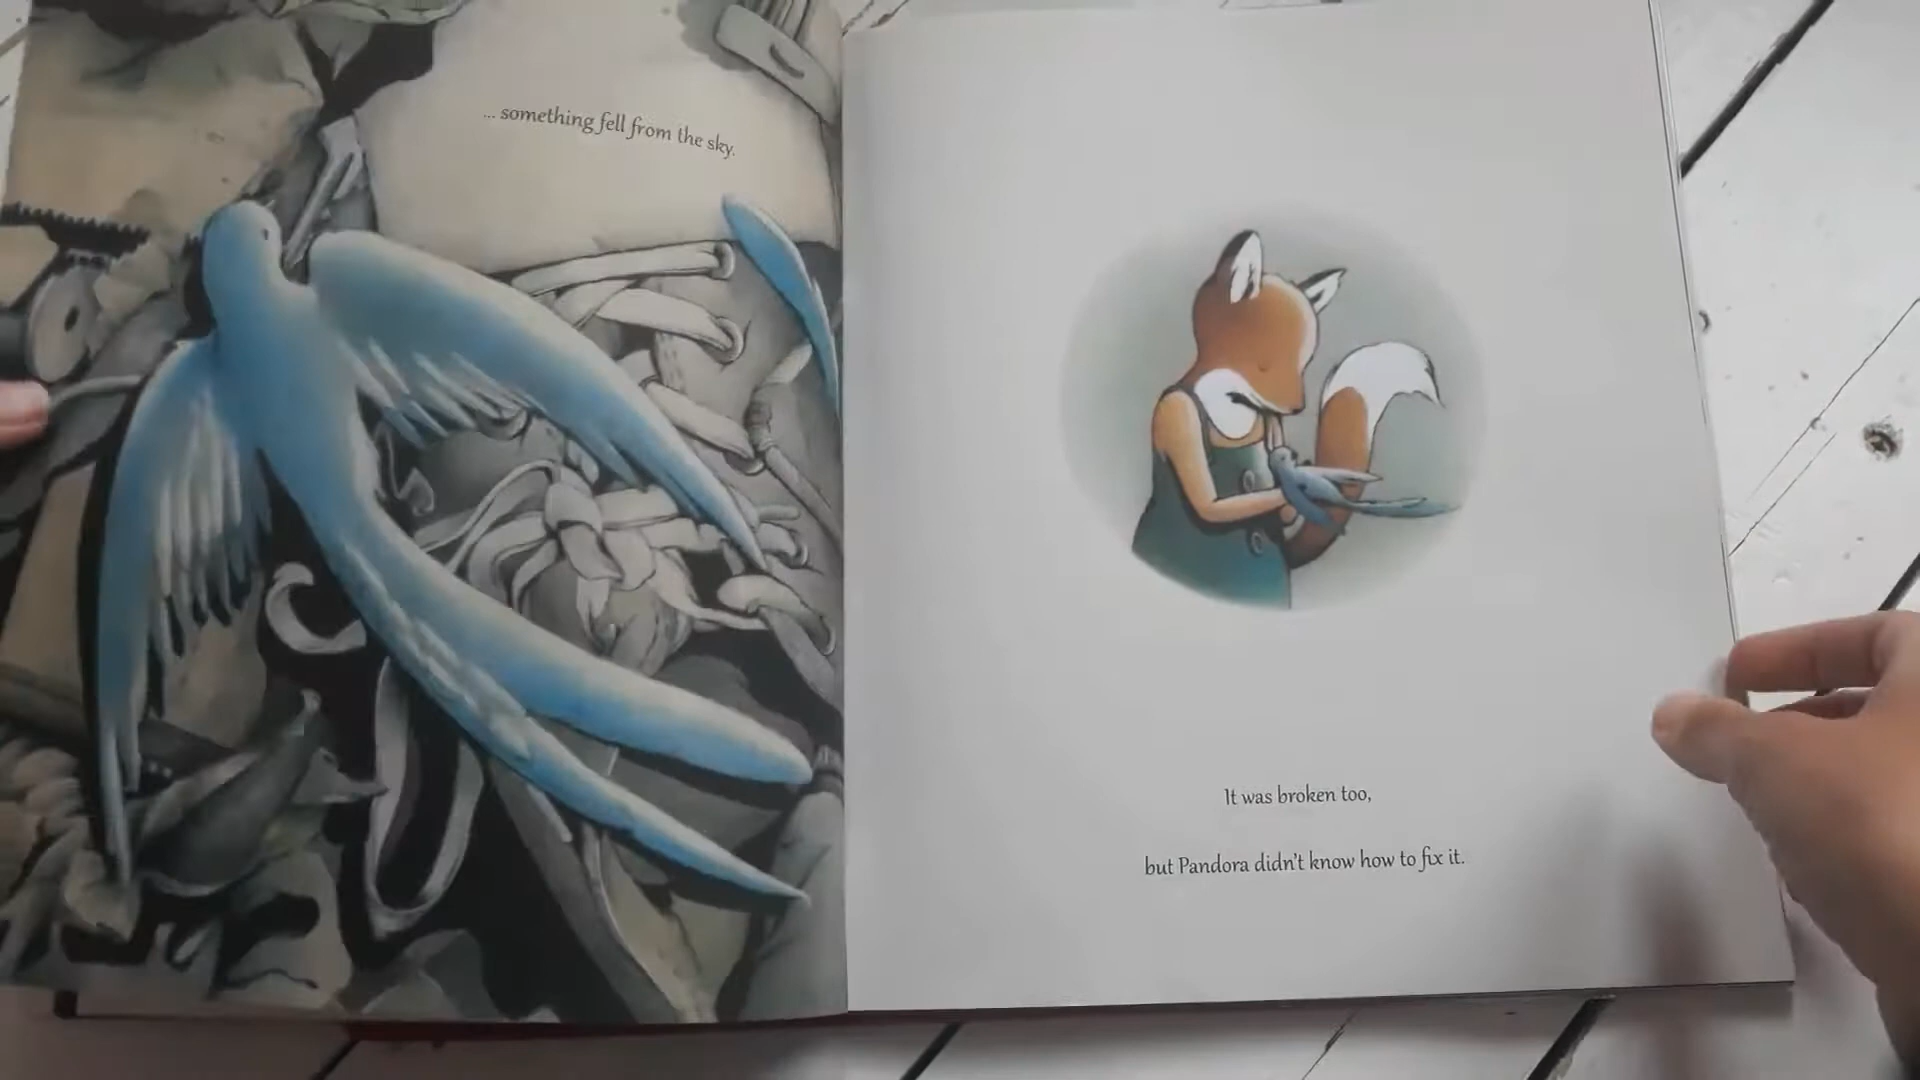 ... something fell from the sky.
It was broken too,
but Pandora didn't know how to fix it.